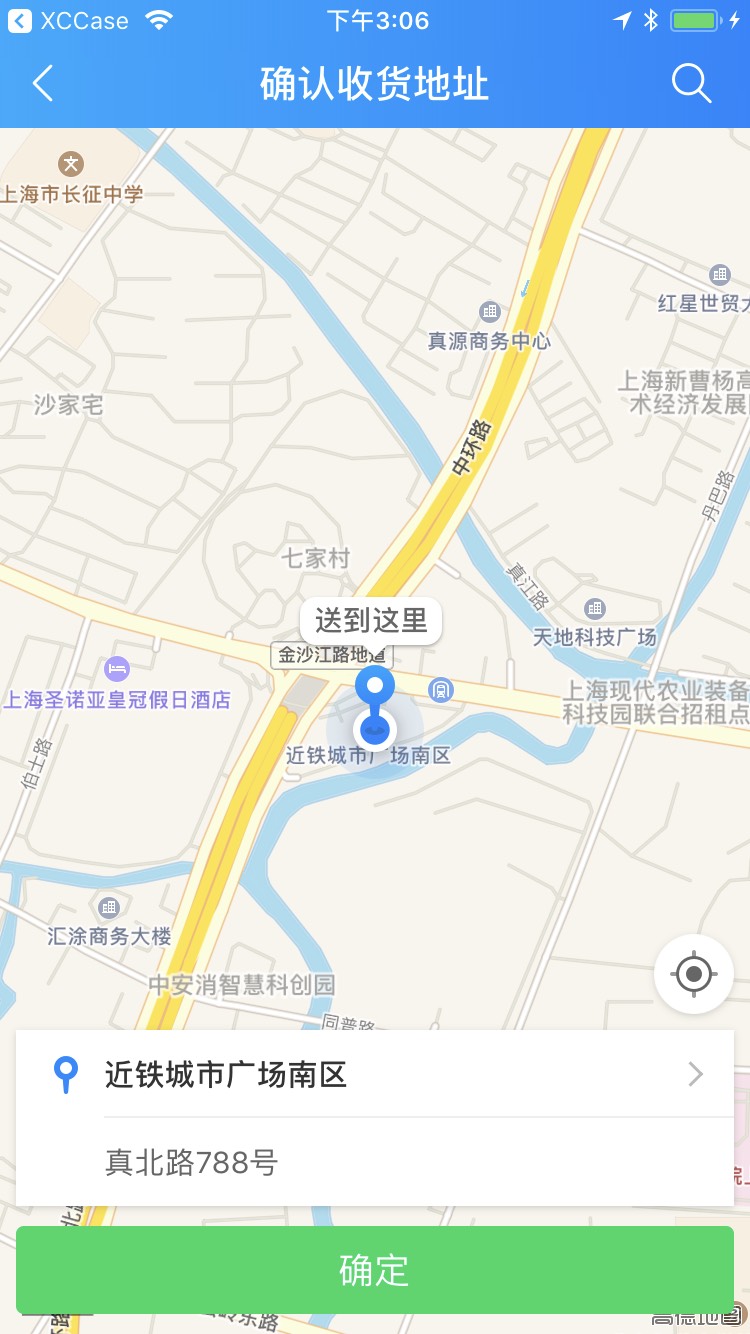 XCCase
下午3:06
确认收货地址
上海市长征中学
红星世贸大
真源商务中心
上海新曹杨高
术经济发展
沙家宅
中环路
丹巴路
七家村
真江路
送到这里
天地科技广场
金沙江路地道
上海圣诺亚皇冠假日酒店
上海现代农业装备
科技园联合招租点
近铁城市广场南区
伯士路
汇涂商务大楼
中安消智慧科创园
同普路
近铁城市广场南区
真北路788号
确定
高德地图